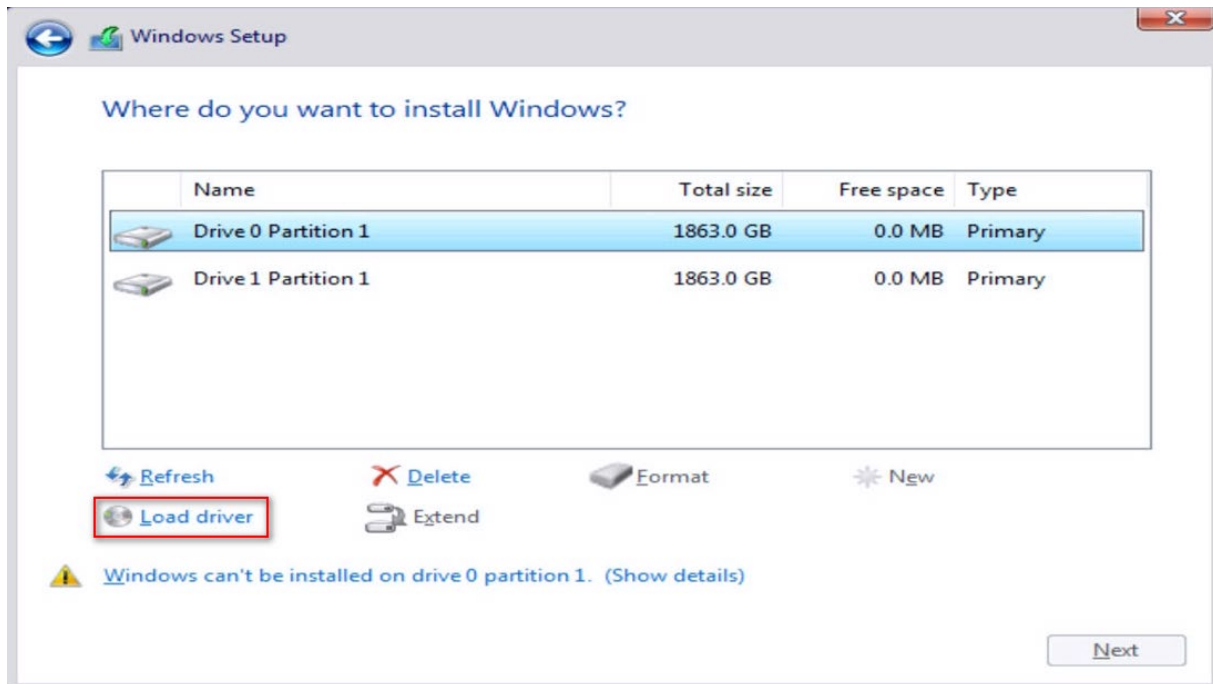 Windows Setup
Where do you want to install Windows?
Name Total size Free space Type
Drive 0 Partition 1 1863.0 GB 0.0 MB Primary
Drive 1 Partition 1 1863.0 GB 0.0 MB Primary
Refresh Delete Format New
Load driver Extend
Windows can't be installed on drive 0 partition 1. (Show details)
Next